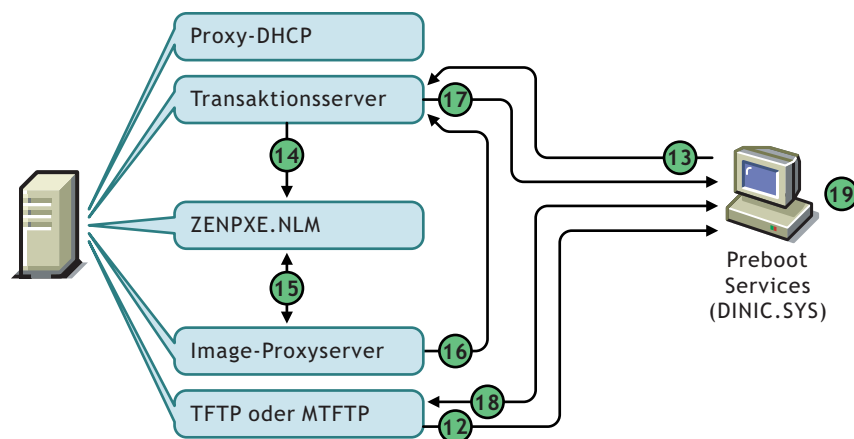 Proxy-DHCP
Transaktionsserver
17
13
14
ZENPXE.NLM
19
15
Preboot
Services
(DINIC.SYS)
Image-Proxyserver
16
18
TFTP oder MTFTP
12